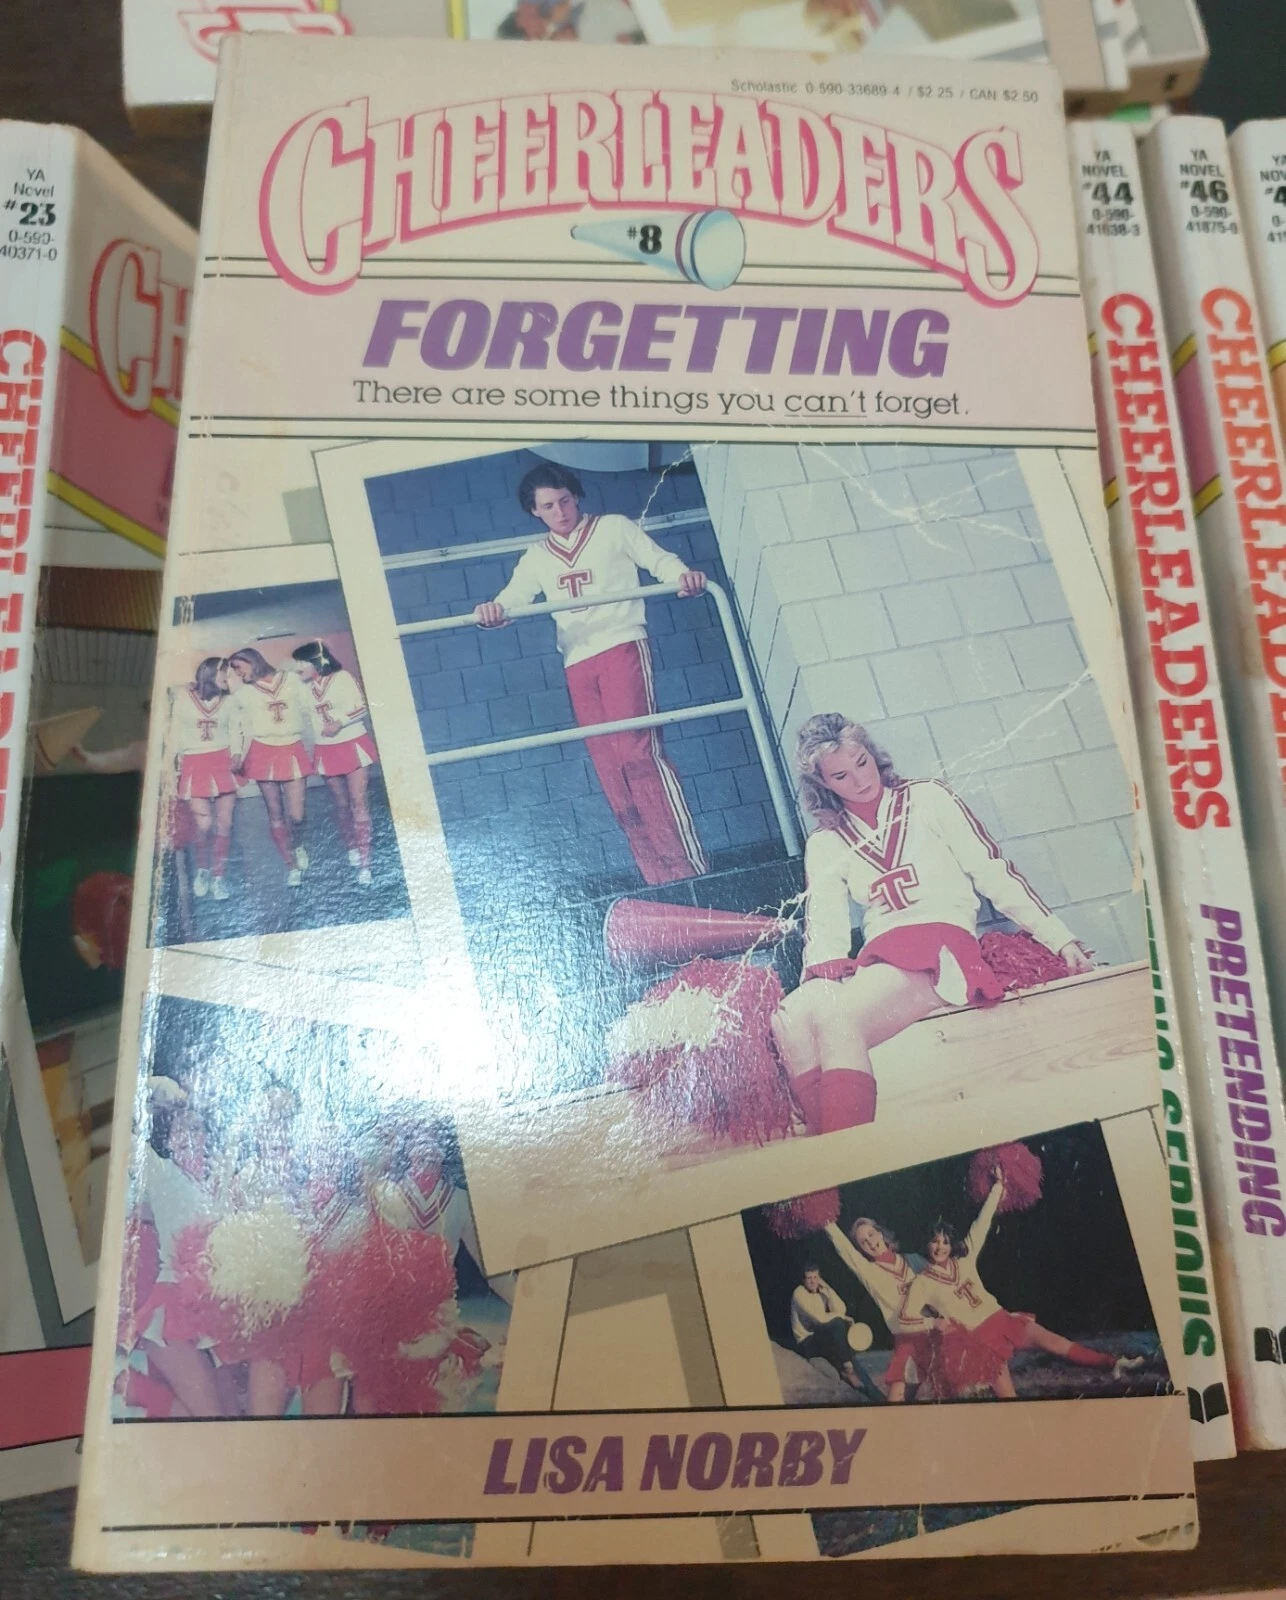 Scholastic 0-590-33689-4 / $2.25 / CAN $2.50
CHEERLEADERS
#8
FORGETTING
There are some things you can't forget.
T
T
T
T
T
T
T
LISA NORBY
YA
Novel
#23
0-590-
40371-0
CHEERLEADERS
CH
YA
NOVEL
#44
0-590-
41638-3
CHEERLEADERS
SENIORS
YA
NOVEL
#46
0-590-
41875-0
CHEERLEADERS
PRETENDING